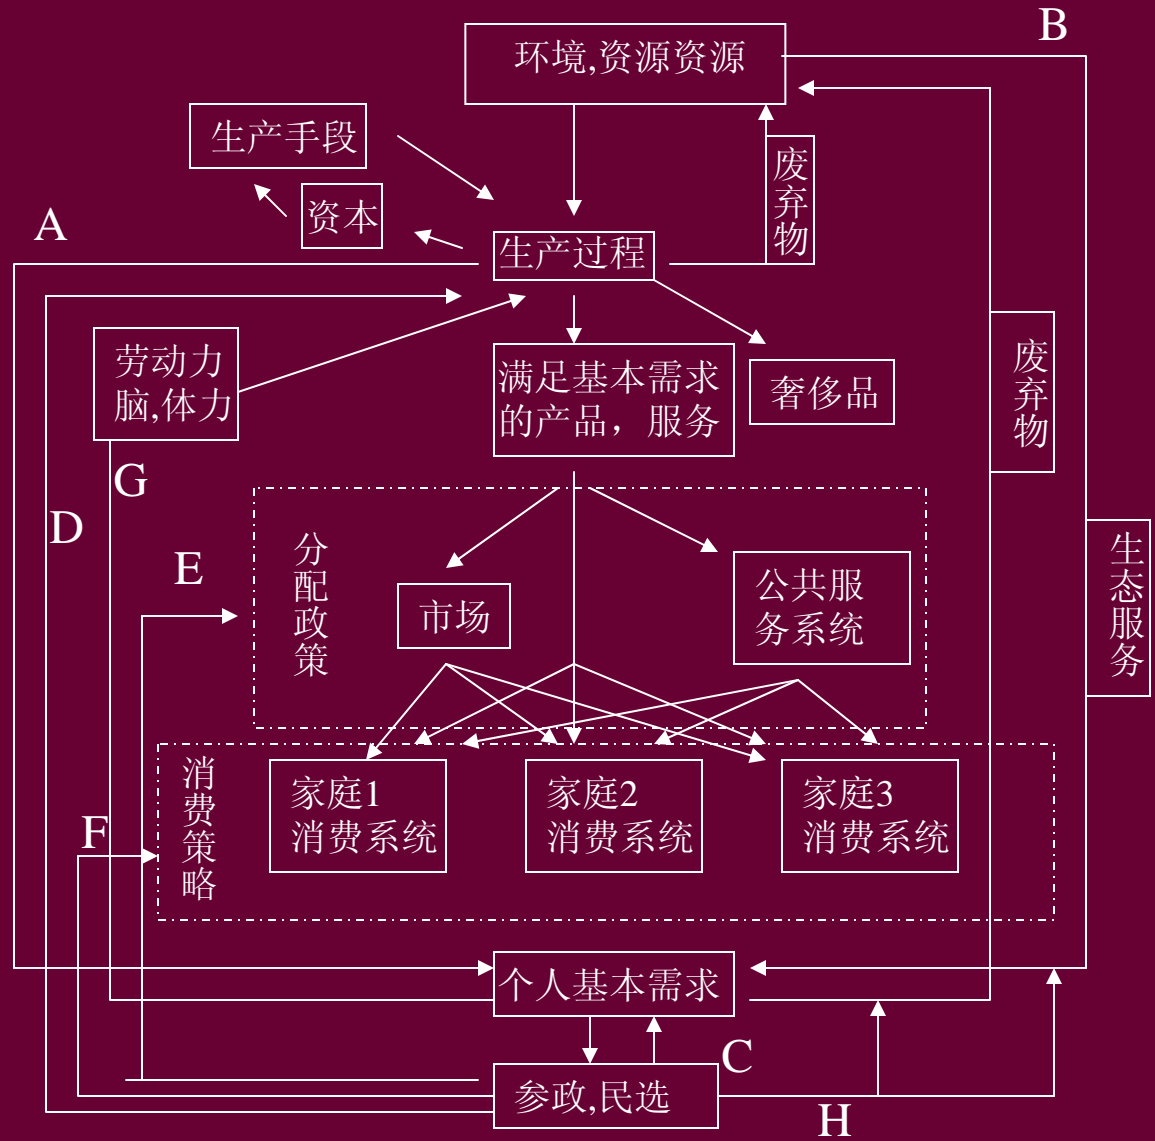 B
环境,资源资源
生产手段
废弃物
资本
A
生产过程
劳动力
脑,体力
满足基本需求
的产品，服务
奢侈品
废弃物
G
D
E
分配政策
市场
公共服
务系统
生态服务
消费策略
F
家庭1
消费系统
家庭2
消费系统
家庭3
消费系统
个人基本需求
C
参政,民选
H